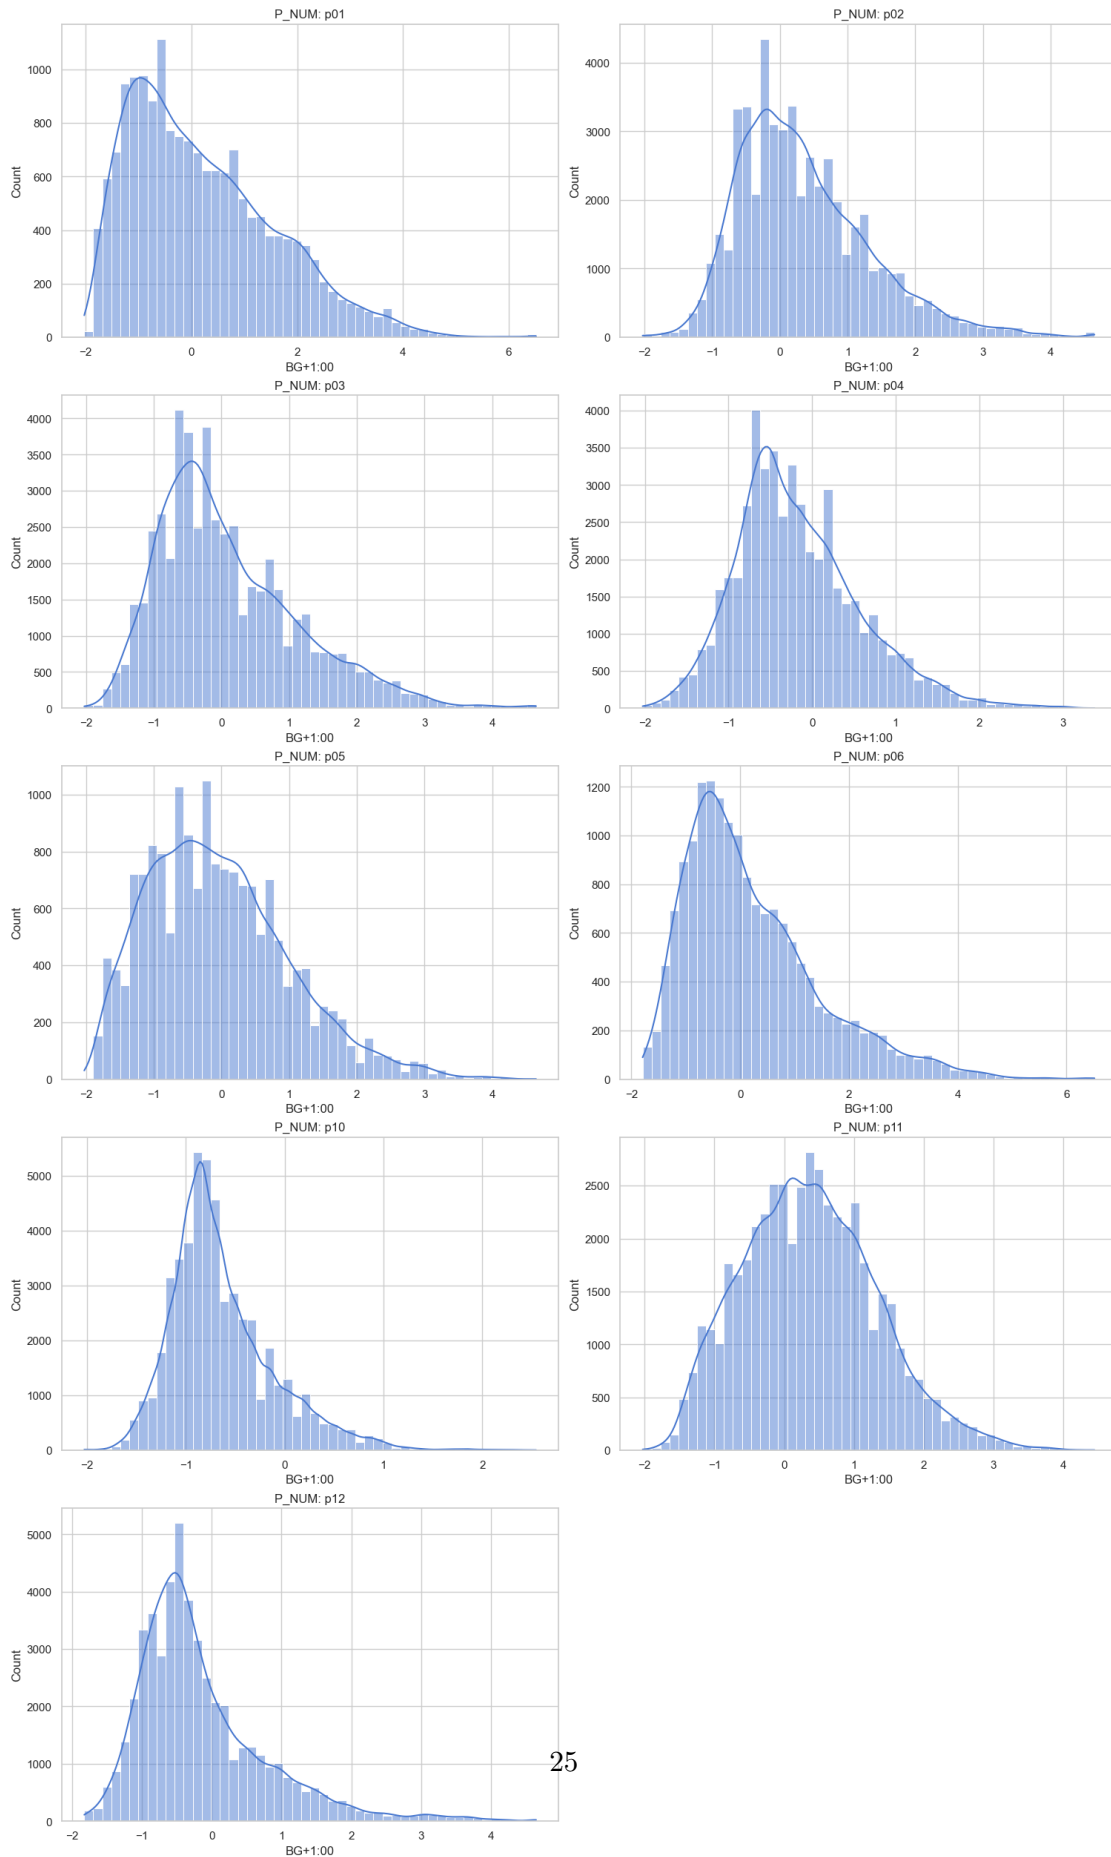 P_NUM: p01
Count
1000
800
600
400
200
0
−2 0 2 4 6
BG+1:00
P_NUM: p02
Count
4000
3000
2000
1000
0
−2 −1 0 1 2 3 4
BG+1:00
P_NUM: p03
Count
4000
3500
3000
2500
2000
1500
1000
500
0
−2 −1 0 1 2 3 4
BG+1:00
P_NUM: p04
Count
4000
3500
3000
2500
2000
1500
1000
500
0
−2 −1 0 1 2 3
BG+1:00
P_NUM: p05
Count
1000
800
600
400
200
0
−2 −1 0 1 2 3 4
BG+1:00
P_NUM: p06
Count
1200
1000
800
600
400
200
0
−2 0 2 4 6
BG+1:00
P_NUM: p10
Count
5000
4000
3000
2000
1000
0
−2 −1 0 1 2
BG+1:00
P_NUM: p11
Count
2500
2000
1500
1000
500
0
−2 −1 0 1 2 3 4
BG+1:00
P_NUM: p12
Count
5000
4000
3000
2000
1000
0
−2 −1 0 1 2 3 4
BG+1:00
25